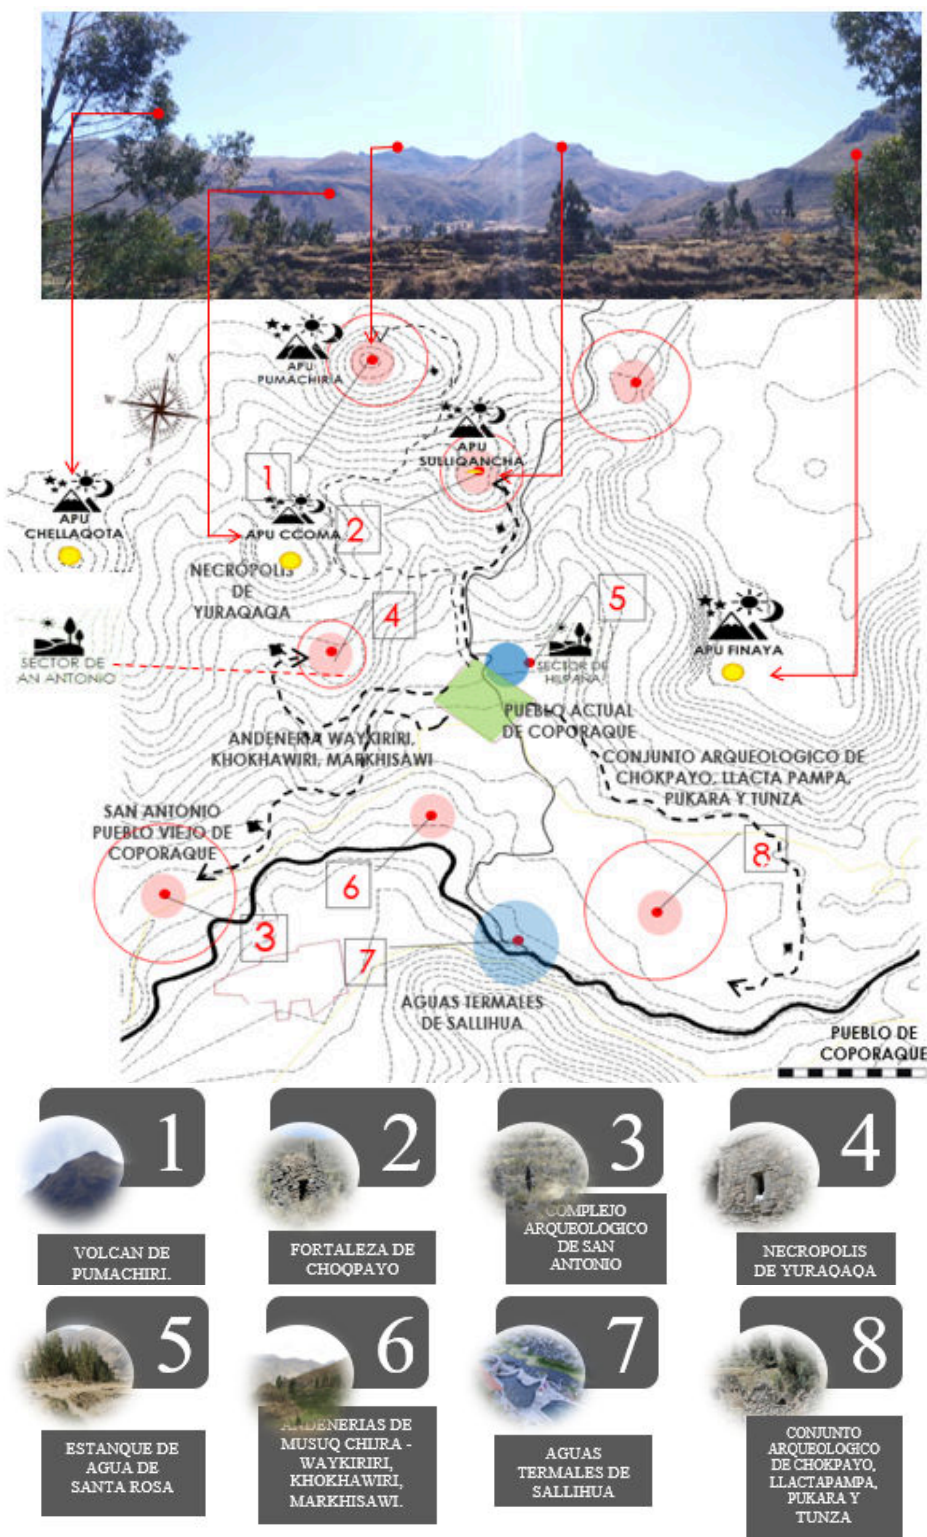 APU
PUMACHIRIA
N
W
S
APU
SULLIQANCHA
1
2
APU
CHELLAQOTA
APU CCOMA
NECRÓPOLIS
DE
YURAQAQA
4
5
SECTOR DE
AN ANTONIO
SECTOR DE
HILPANA
APU FINAYA
PUEBLO ACTUAL
DE COPORAQUE
ANDENERIA WAYKIRIRI,
KHOKHAWIRI, MARKHISAWI
CONJUNTO ARQUEOLOGICO DE
CHOKPAYO, LLACTA PAMPA,
PUKARA Y TUNZA
SAN ANTONIO
PUEBLO VIEJO DE
COPORAQUE
8
6
3
7
AGUAS TERMALES
DE SALLIHUA
PUEBLO DE
COPORAQUE
1
VOLCAN DE
PUMACHIRI.
2
FORTALEZA DE
CHOQPAYO
3
COMPLEJO
ARQUEOLOGICO
DE SAN
ANTONIO
4
NECROPOLIS
DE YURAQAQA
5
ESTANQUE DE
AGUA DE
SANTA ROSA
6
ANDENERIAS DE
MUSUQ CHIJRA -
WAYKIRIRI,
KHOKHAWIRI,
MARKHISAWI.
7
AGUAS
TERMALES DE
SALLIHUA
8
CONJUNTO
ARQUEOLOGICO
DE CHOKPAYO,
LLACTAPAMPA,
PUKARA Y
TUNZA